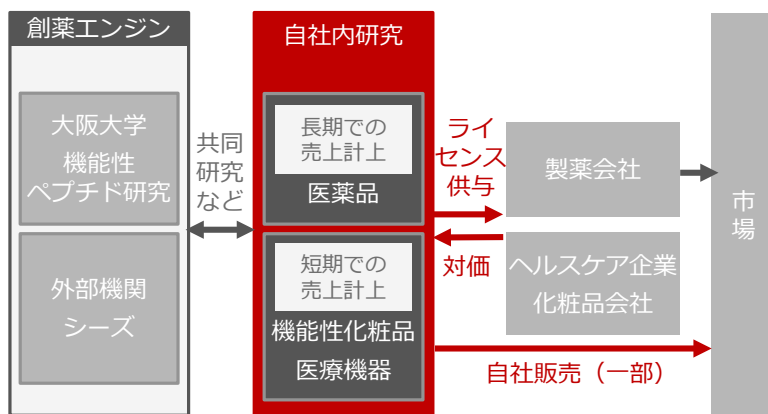 創薬エンジン
大阪大学
機能性
ペプチド研究
外部機関
シーズ
共同
研究
など
自社内研究
長期での
売上計上
医薬品
短期での
売上計上
機能性化粧品
医療機器
ライ
センス
供与
対価
製薬会社
ヘルスケア企業
化粧品会社
自社販売（一部）
市
場